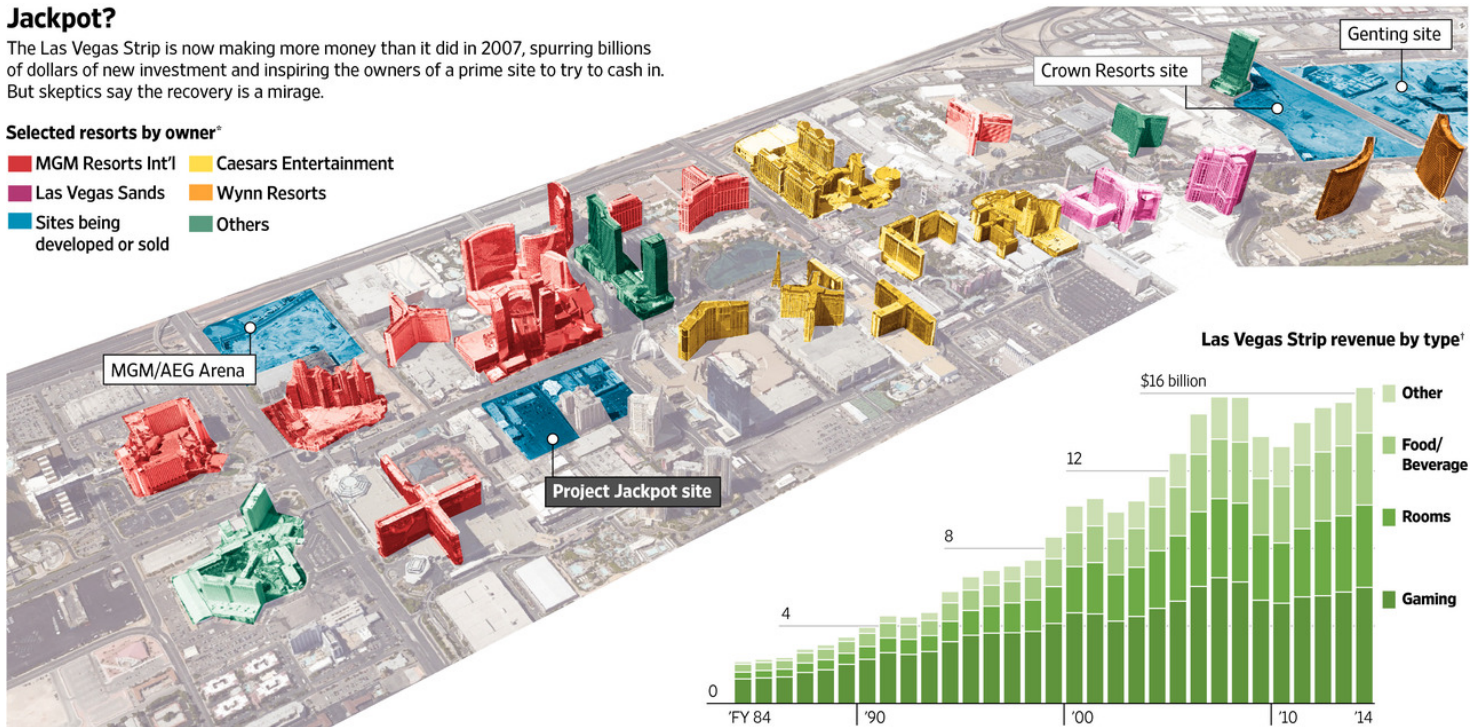 Jackpot?
The Las Vegas Strip is now making more money than it did in 2007, spurring billions
of dollars of new investment and inspiring the owners of a prime site to try to cash in.
But skeptics say the recovery is a mirage.
Selected resorts by owner*
MGM Resorts Int'l
Caesars Entertainment
Las Vegas Sands
Wynn Resorts
Sites being
developed or sold
Others
Genting site
Crown Resorts site
MGM/AEG Arena
Project Jackpot site
Las Vegas Strip revenue by type†
$16 billion
12
8
4
0
Other
Food/
Beverage
Rooms
Gaming
'FY 84
'90
'00
'10
'14